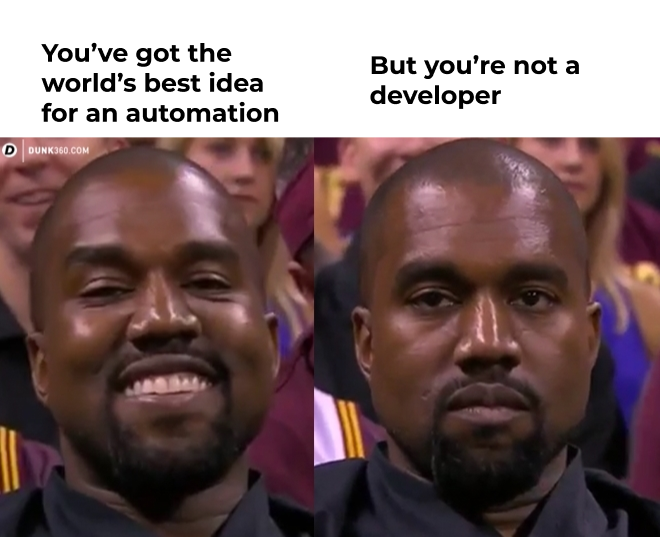 You’ve got the
world’s best idea
for an automation
But you’re not a
developer
D DUNK360.COM